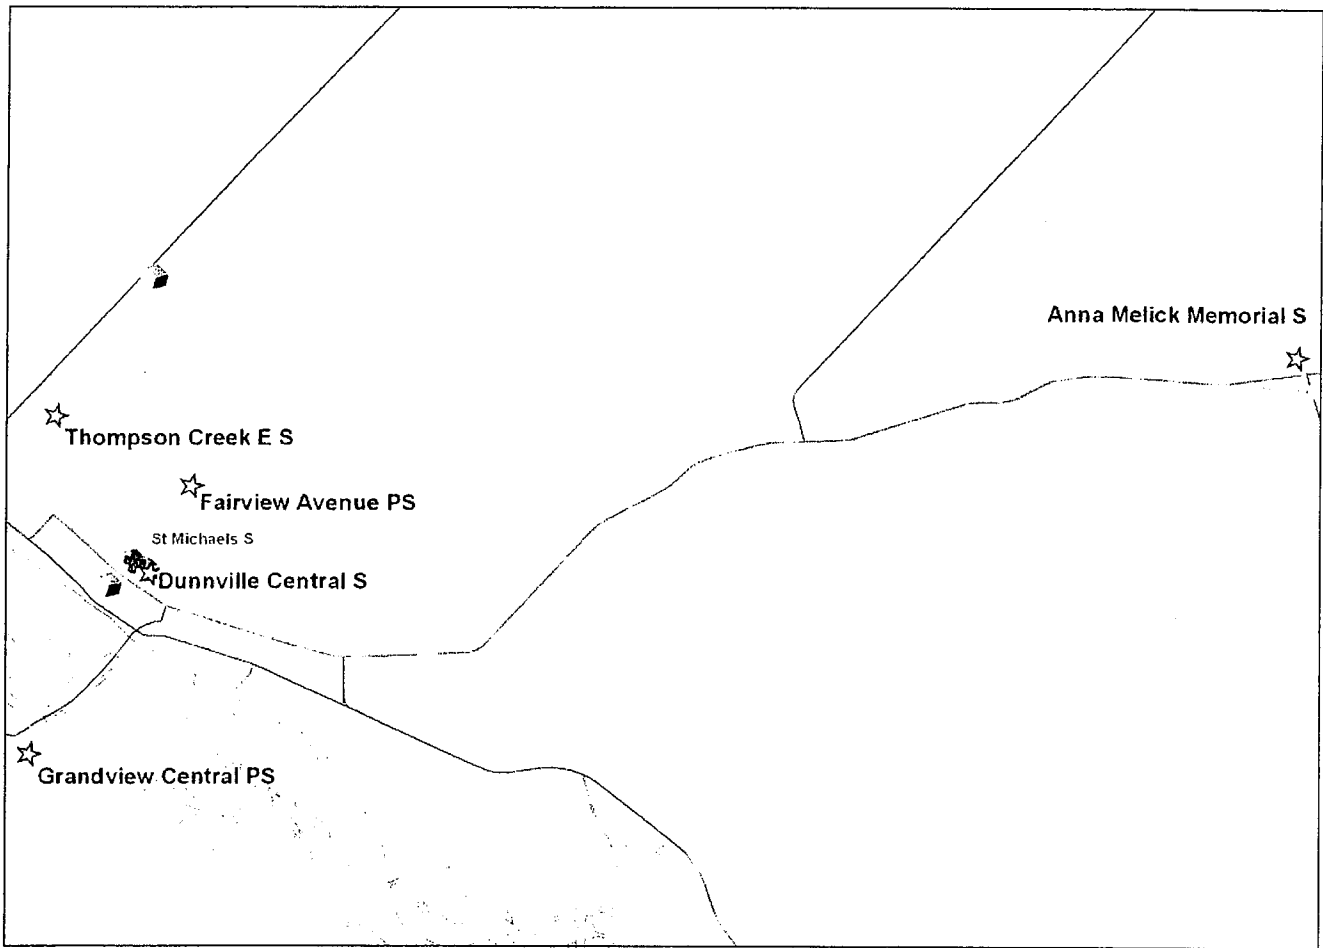 Anna Melick Memorial S
Thompson Creek E S
Fairview Avenue PS
St Michaels S
Dunnville Central S
Grandview Central PS